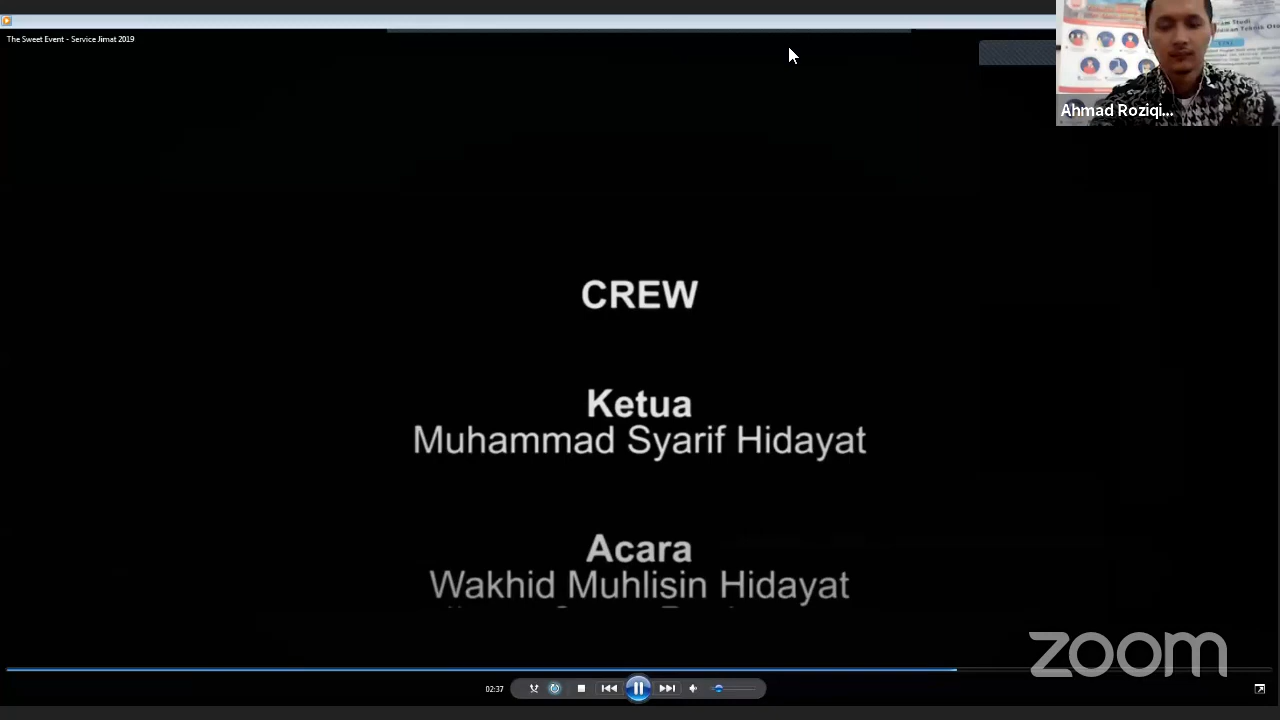 The Sweet Event - Service Jimat 2019
Ahmad Roziqi...
CREW
Ketua
Muhammad Syarif Hidayat
Acara
Wakhid Muhlisin Hidayat
zoom
02:37